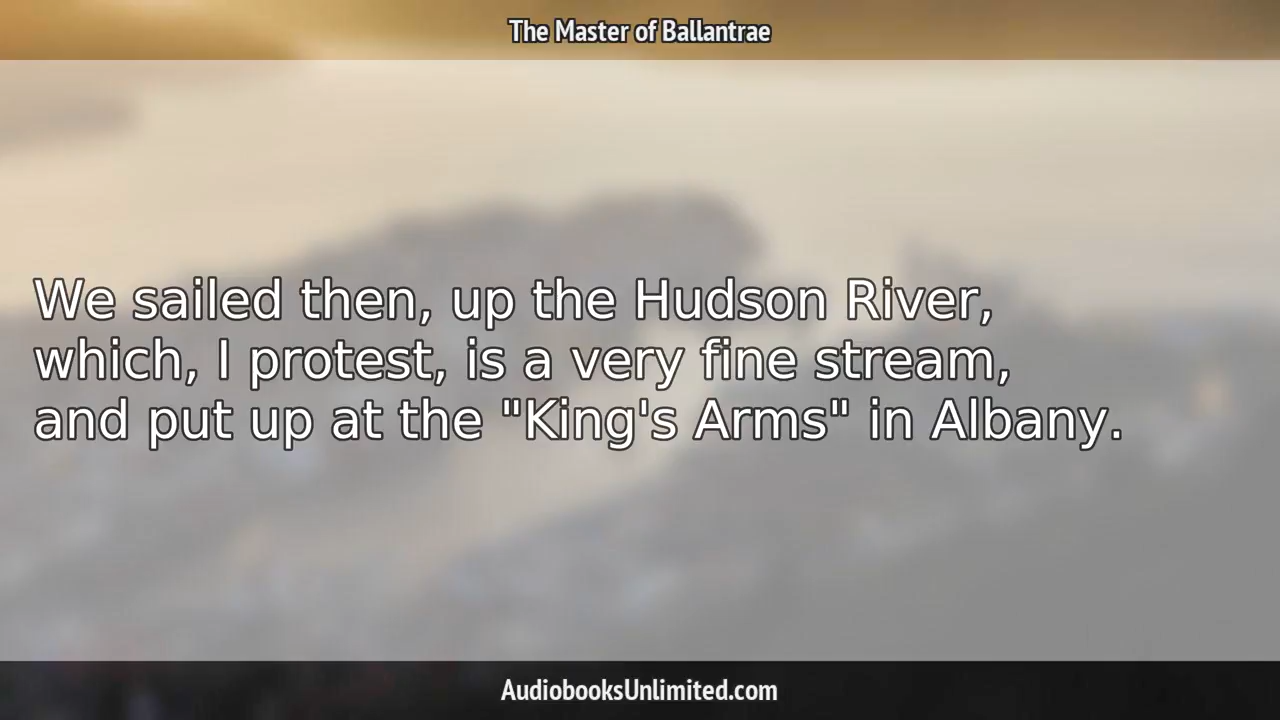 The Master of Ballantrae
We sailed then, up the Hudson River,
which, I protest, is a very fine stream,
and put up at the "King's Arms" in Albany.
AudiobooksUnlimited.com